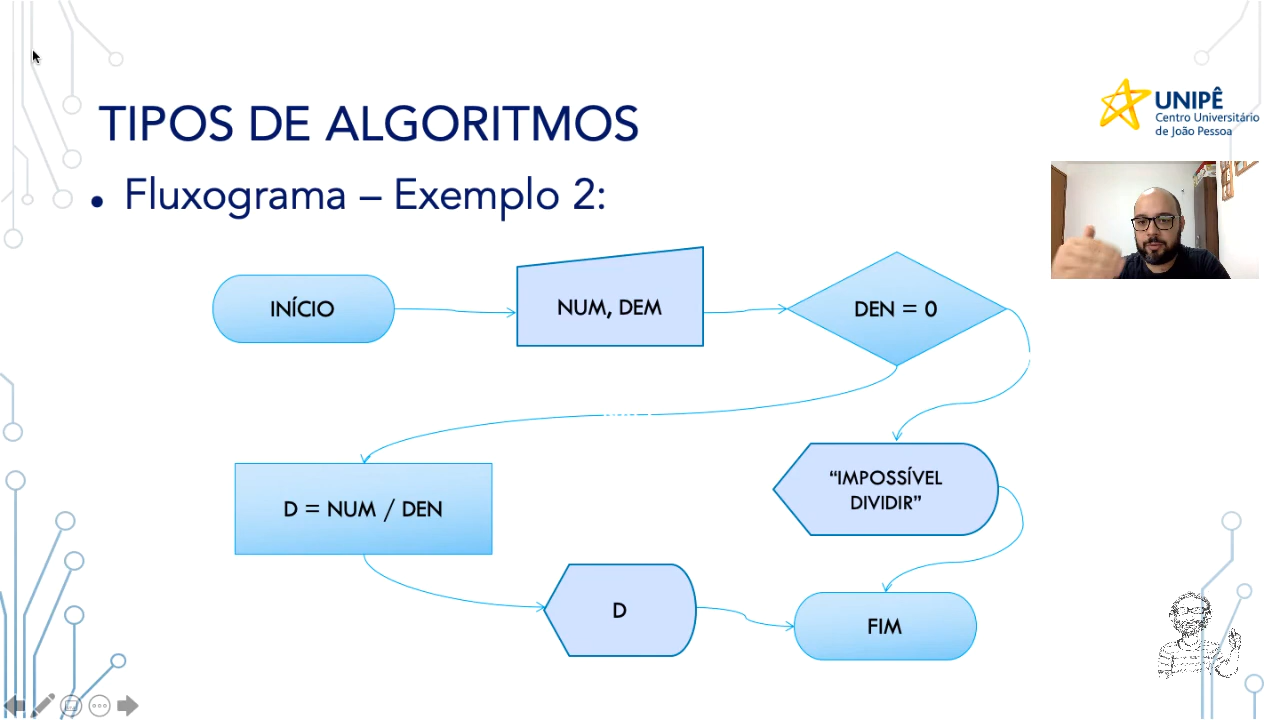 TIPOS DE ALGORITMOS
UNIPÊ
Centro Universitário
de João Pessoa
• Fluxograma – Exemplo 2:
INÍCIO
NUM, DEM
DEN = 0
"IMPOSSÍVEL
DIVIDIR"
D = NUM / DEN
D
FIM